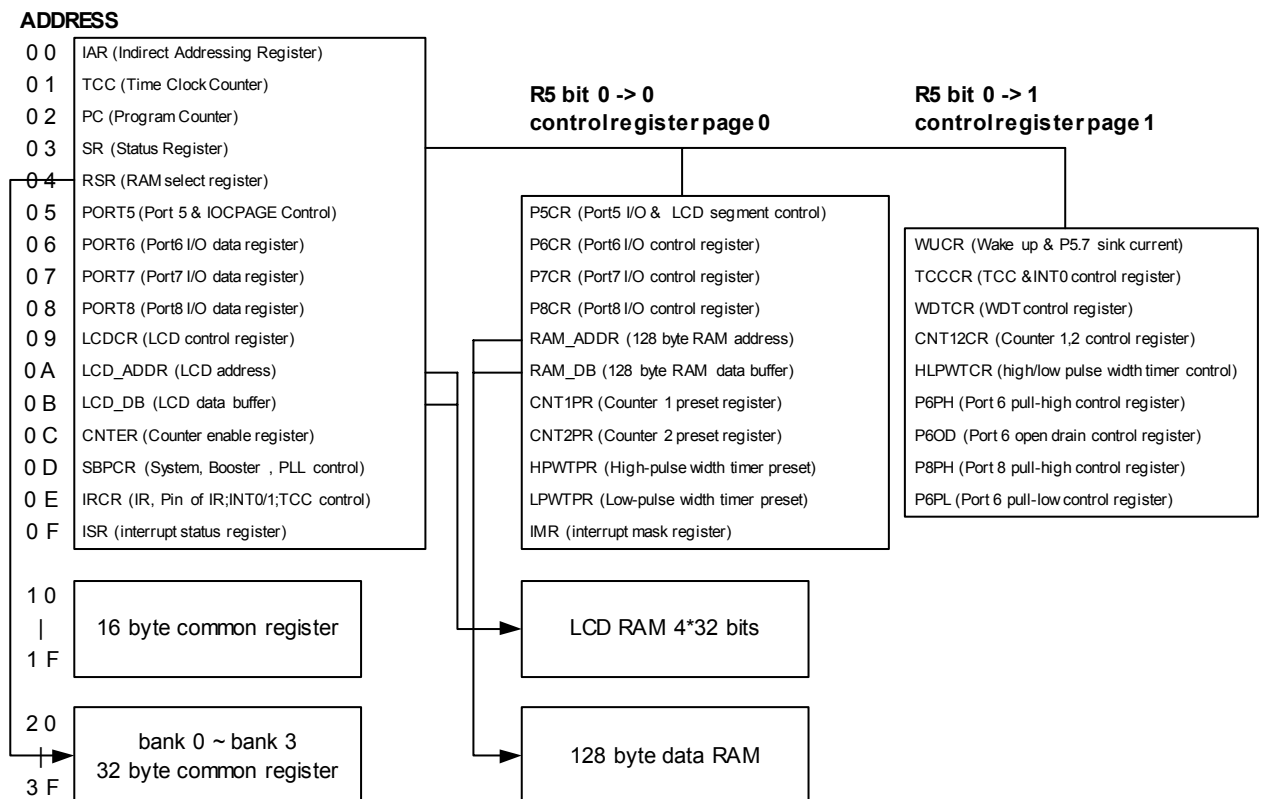 ADDRESS
0 0 IAR (Indirect Addressing Register)
0 1 TCC (Time Clock Counter)
0 2 PC (Program Counter)
0 3 SR (Status Register)
0 4 RSR (RAM select register)
0 5 PORT5 (Port 5 & IOCPAGE Control)
0 6 PORT6 (Port6 I/O data register)
0 7 PORT7 (Port7 I/O data register)
0 8 PORT8 (Port8 I/O data register)
0 9 LCDCR (LCD control register)
0 A LCD_ADDR (LCD address)
0 B LCD_DB (LCD data buffer)
0 C CNTER (Counter enable register)
0 D SBPCR (System, Booster , PLL control)
0 E IRCR (IR, Pin of IR;INT0/1;TCC control)
0 F ISR (interrupt status register)
R5 bit 0 -> 0
control register page 0
P5CR (Port5 I/O & LCD segment control)
P6CR (Port6 I/O control register)
P7CR (Port7 I/O control register)
P8CR (Port8 I/O control register)
RAM_ADDR (128 byte RAM address)
RAM_DB (128 byte RAM data buffer)
CNT1PR (Counter 1 preset register)
CNT2PR (Counter 2 preset register)
HPWTPR (High-pulse width timer preset)
LPWTPR (Low-pulse width timer preset)
IMR (interrupt mask register)
R5 bit 0 -> 1
control register page 1
WUCR (Wake up & P5.7 sink current)
TCCCR (TCC & INT0 control register)
WDTCR (WDT control register)
CNT12CR (Counter 1,2 control register)
HLPWTCR (high/low pulse width timer control)
P6PH (Port 6 pull-high control register)
P6OD (Port 6 open drain control register)
P8PH (Port 8 pull-high control register)
P6PL (Port 6 pull-low control register)
1 0
|
1 F
16 byte common register
LCD RAM 4*32 bits
2 0
|
3 F
bank 0 ~ bank 3
32 byte common register
128 byte data RAM